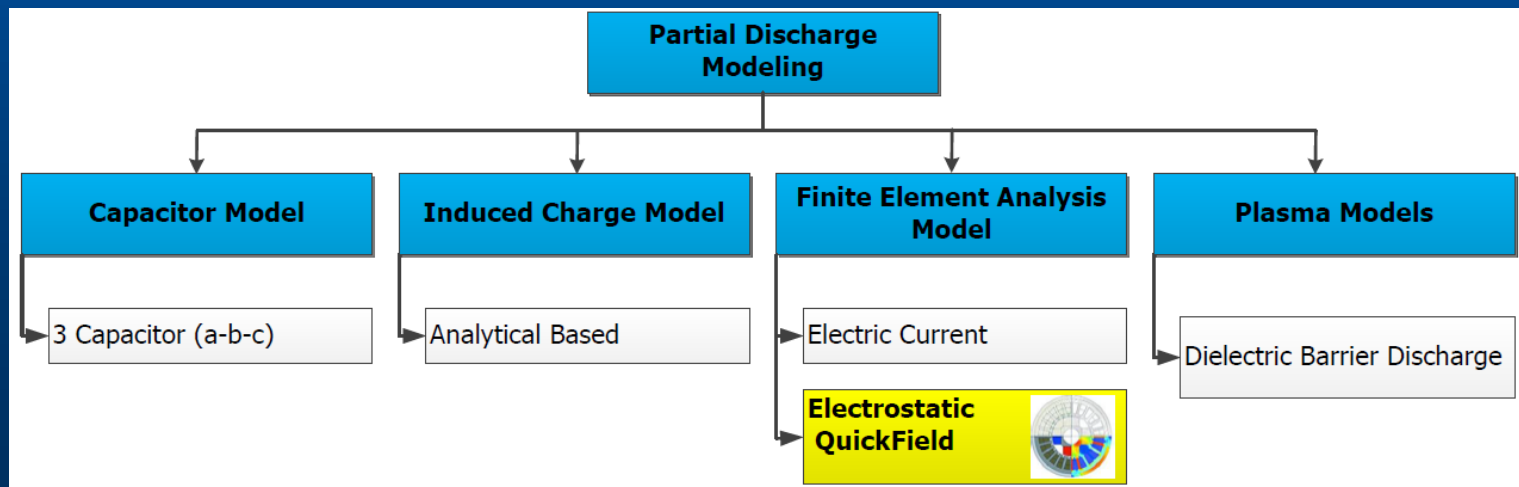 Partial Discharge
Modeling
Capacitor Model
Induced Charge Model
Finite Element Analysis
Model
Plasma Models
3 Capacitor (a-b-c)
Analytical Based
Electric Current
Dielectric Barrier Discharge
Electrostatic
QuickField